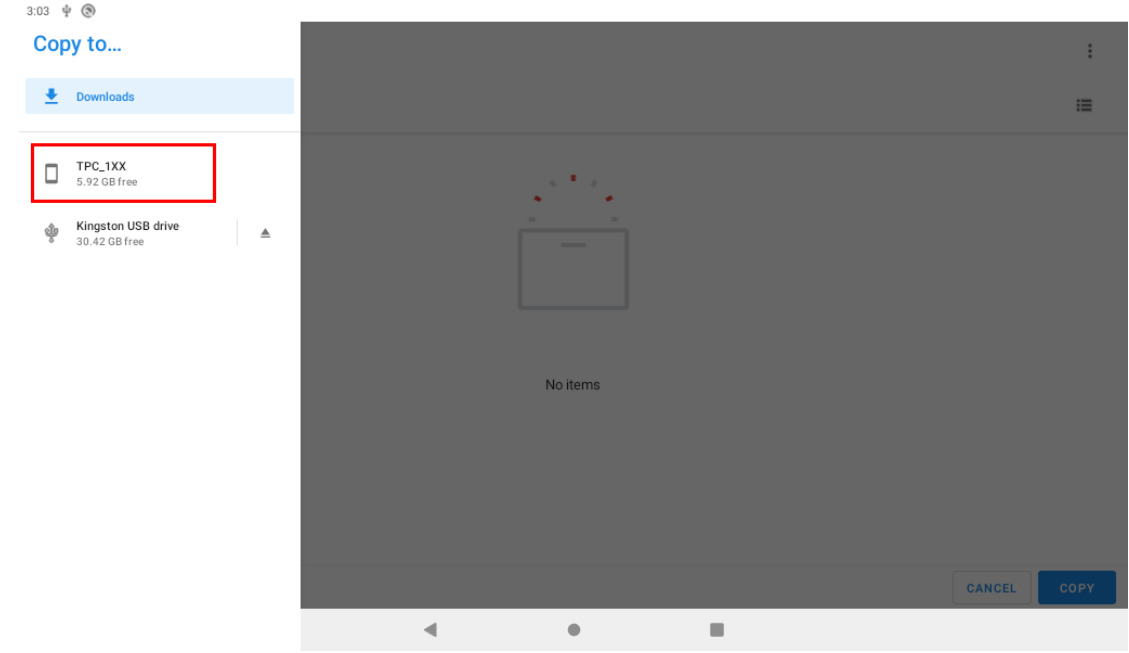 3:03
Copy to...
Downloads
TPC_1XX
5.92 GB free
Kingston USB drive
30.42 GB free
No items
CANCEL
COPY